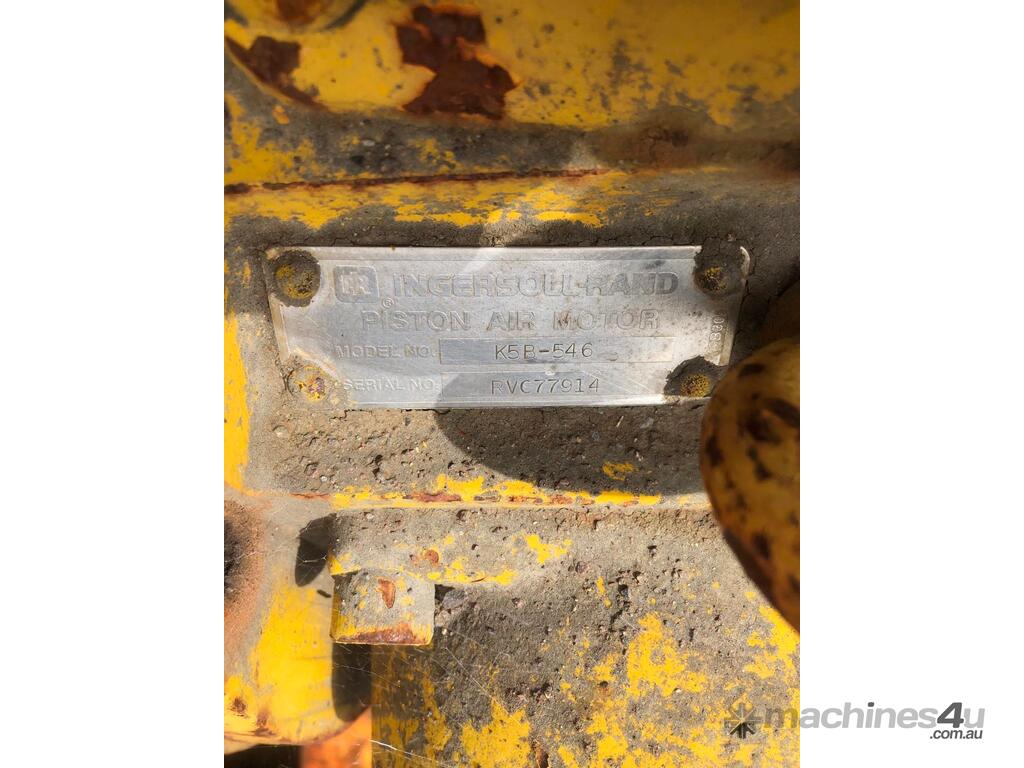 IR INGERSOLL-RAND
®
PISTON AIR MOTOR
MODEL NO. K5B-546
SERIAL NO. RVC77914
machines4u
.com.au